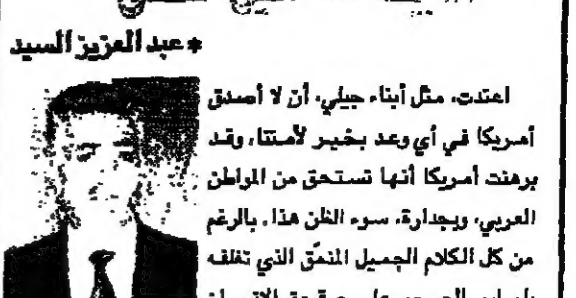 * عبد العزيز السيد
اعتدت، مثل أبناء جيلي، أن لا أصدق
أمريكا في أي وعد بخير لأمتنا، وقد
برهنت أمريكا أنها تستحق من المواطن
العربي، وبجدارة، سوء الظن هذا. بالرغم
من كل الكلام الجميل المنمّق الذي تغلفه